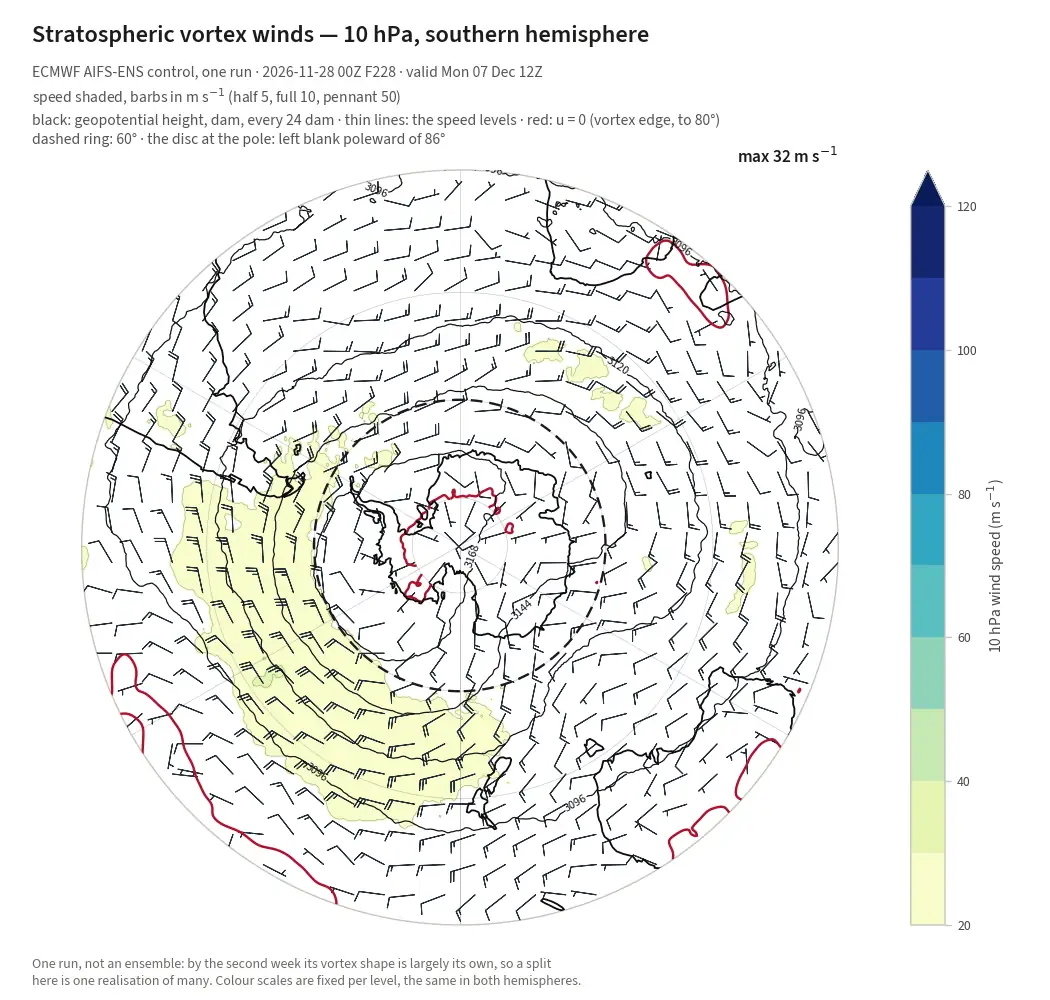 Stratospheric vortex winds — 10 hPa, southern hemisphere
ECMWF AIFS-ENS control, one run · 2026-11-28 00Z F228 · valid Mon 07 Dec 12Z
speed shaded, barbs in m s⁻¹ (half 5, full 10, pennant 50)
black: geopotential height, dam, every 24 dam · thin lines: the speed levels · red: u = 0 (vortex edge, to 80°)
dashed ring: 60° · the disc at the pole: left blank poleward of 86°
max 32 m s⁻¹
3096
3096
3120
3096
3168
3144
3096
3096
120
100
80
60
40
20
10 hPa wind speed (m s⁻¹)
One run, not an ensemble: by the second week its vortex shape is largely its own, so a split
here is one realisation of many. Colour scales are fixed per level, the same in both hemispheres.